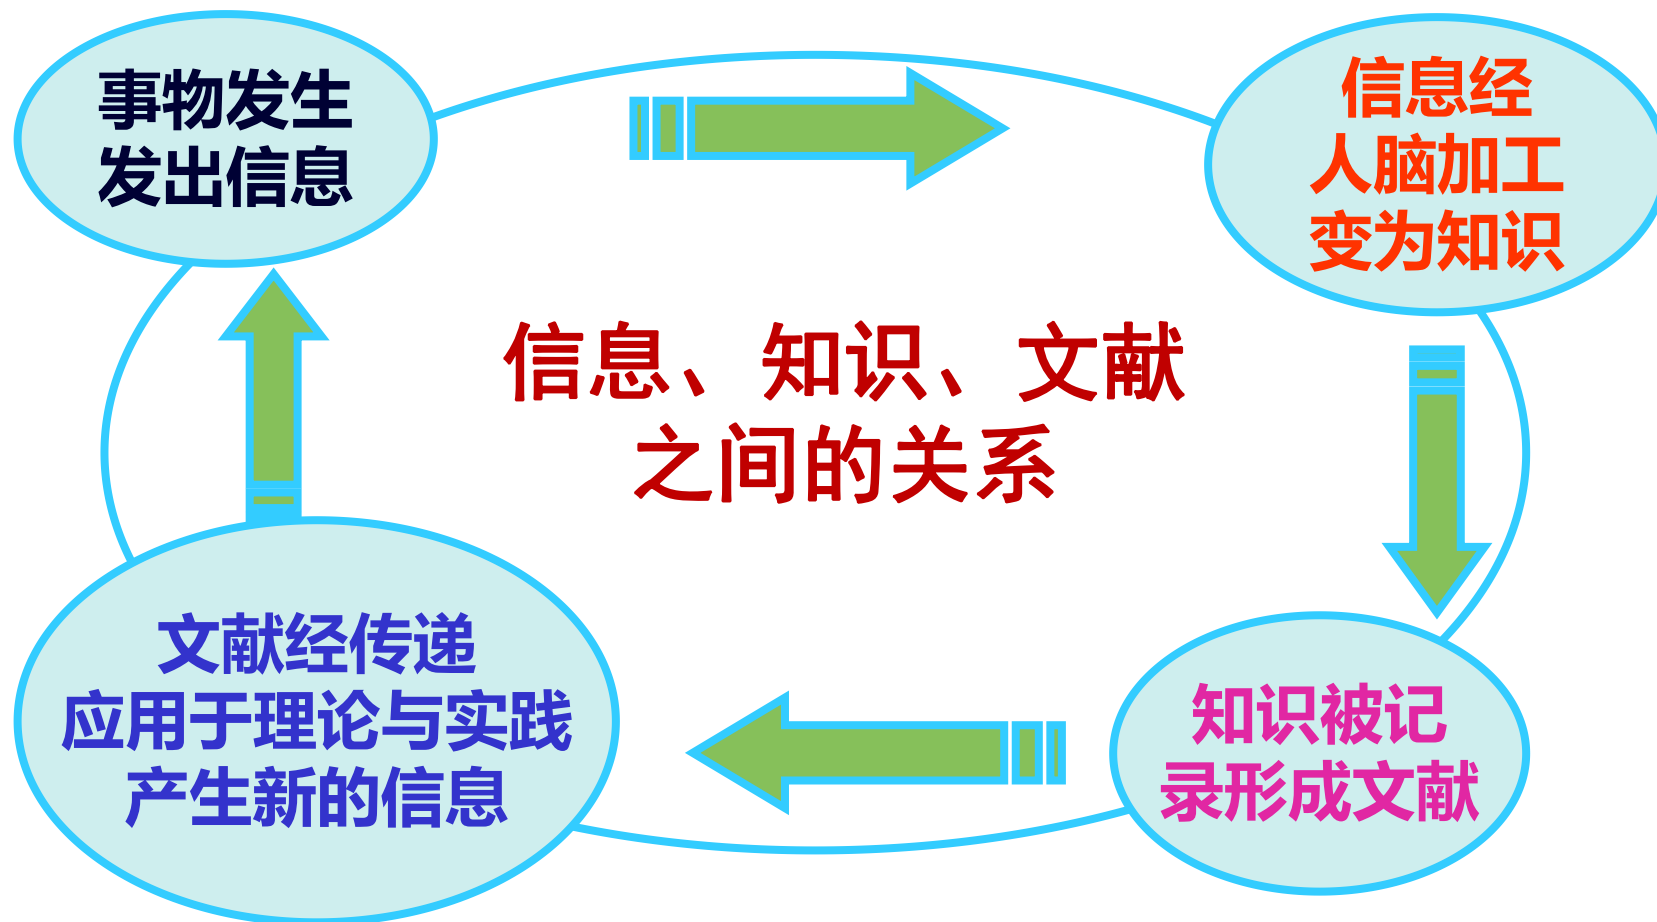 事物发生
发出信息
信息经
人脑加工
变为知识
信息、知识、文献
之间的关系
文献经传递
应用于理论与实践
产生新的信息
知识被记
录形成文献